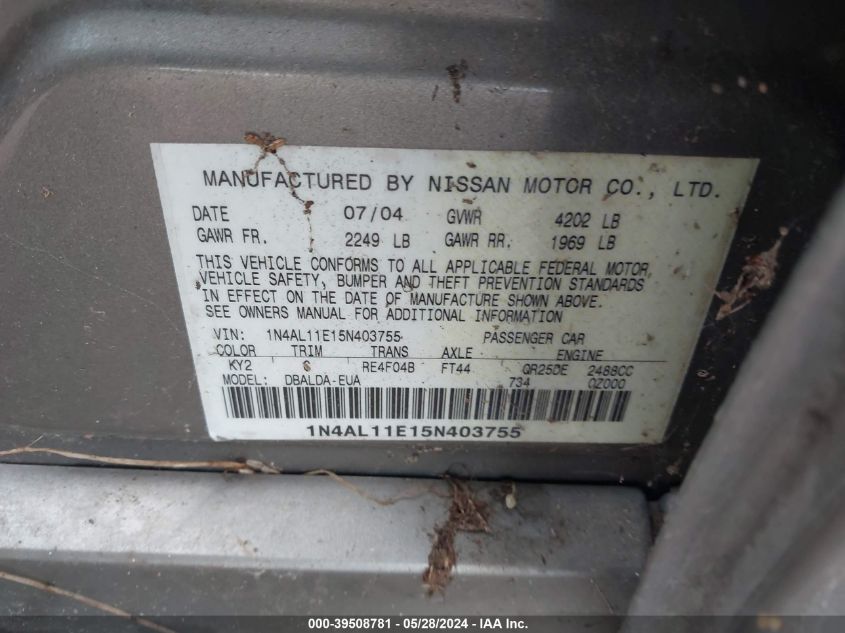 MANUFACTURED BY NISSAN MOTOR CO., LTD.
DATE 07/04 GVWR 4202 LB
GAWR FR. 2249 LB GAWR RR. 1969 LB
THIS VEHICLE CONFORMS TO ALL APPLICABLE FEDERAL MOTOR
VEHICLE SAFETY, BUMPER AND THEFT PREVENTION STANDARDS
IN EFFECT ON THE DATE OF MANUFACTURE SHOWN ABOVE.
SEE OWNERS MANUAL FOR ADDITIONAL INFORMATION
VIN: 1N4AL11E15N403755 PASSENGER CAR
COLOR TRIM TRANS AXLE ENGINE
KY2 RE4F04B FT44 QR25DE 2488CC
MODEL: DBALDA-EUA 734 0Z000
1N4AL11E15N403755
000-39508781 - 05/28/2024 - IAA Inc.